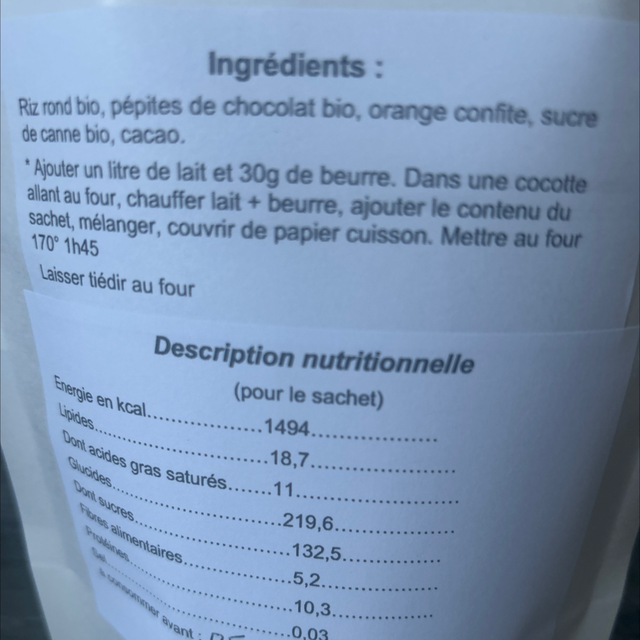 Ingrédients :
Riz rond bio, pépites de chocolat bio, orange confite, sucre
de canne bio, cacao.
* Ajouter un litre de lait et 30g de beurre. Dans une cocotte
allant au four, chauffer lait + beurre, ajouter le contenu du
sachet, mélanger, couvrir de papier cuisson. Mettre au four
170° 1h45
Laisser tiédir au four
Description nutritionnelle
(pour le sachet)
Energie en kcal..................1494......................
Lipides..............................18,7.........................
Dont acides gras saturés.......11...........................
Glucides............................219,6......................
Dont sucres.......................132,5....................
Fibres alimentaires..............5,2.......................
Protéines..........................10,3....................
Sel...................................0,03
A consommer avant :